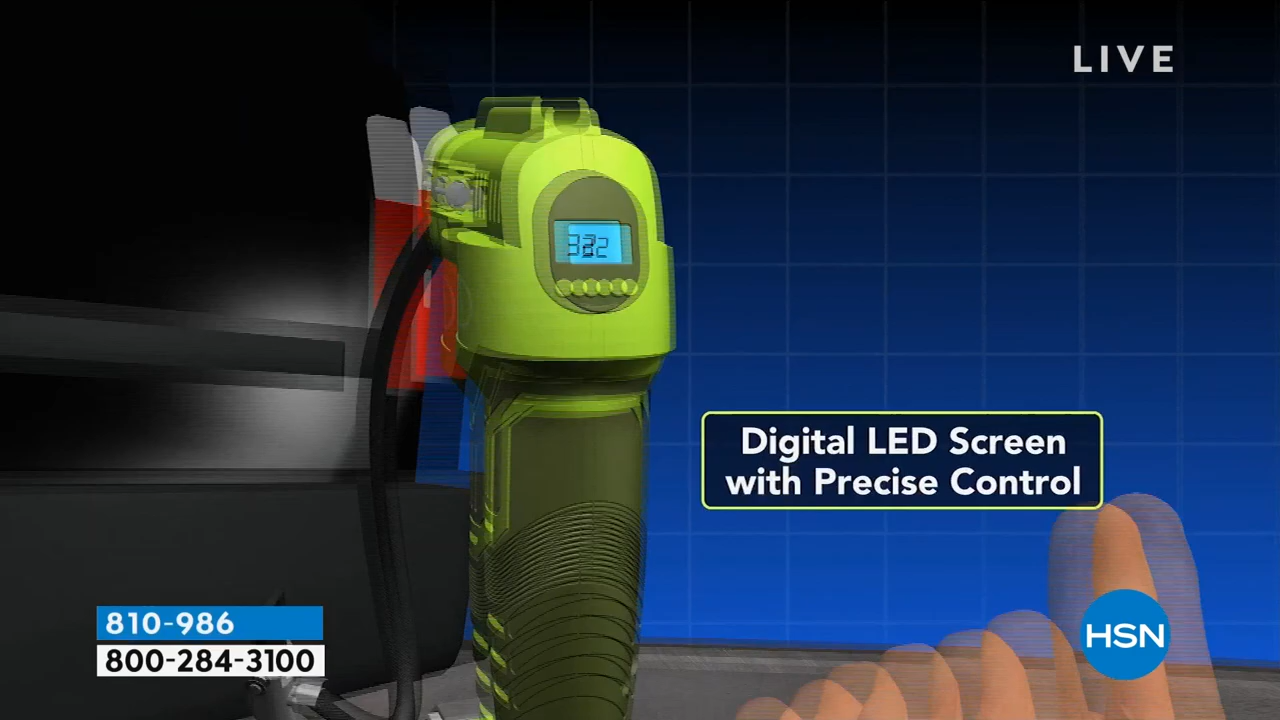 LIVE
Digital LED Screen
with Precise Control
810-986
800-284-3100
HSN